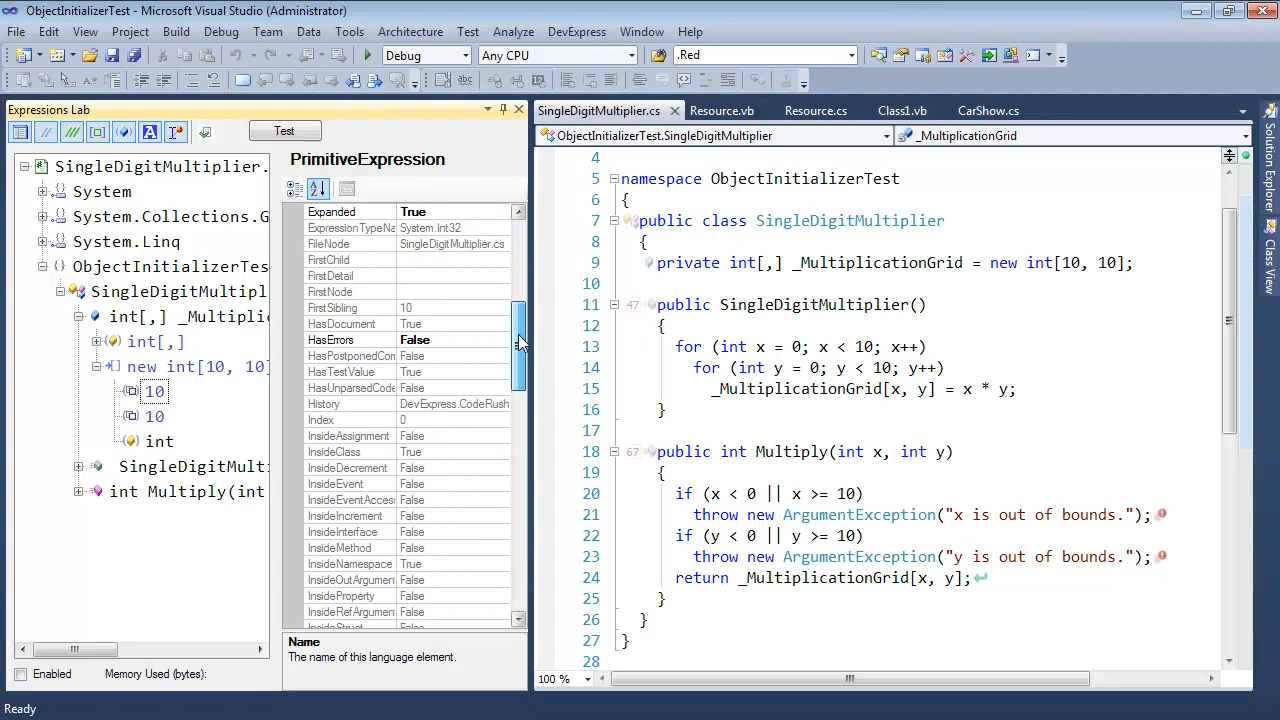 ObjectInitializerTest - Microsoft Visual Studio (Administrator)
File Edit View Project Build Debug Team Data Tools Architecture Test Analyze DevExpress Window Help
Debug Any CPU .Red
Expressions Lab
Test
SingleDigitMultiplier.
System
System.Collections.G
System.Linq
ObjectInitializerTes
SingleDigitMultipl
int[,] _Multiplic
int[,]
new int[10, 10]
10
10
int
SingleDigitMult
int Multiply(int
Enabled Memory Used (bytes):
PrimitiveExpression
Expanded True
ExpressionTypeNa System.Int32
FileNode SingleDigitMultiplier.cs
FirstChild
FirstDetail
FirstNode
FirstSibling 10
HasDocument True
HasErrors False
HasPostponedCon False
HasTestValue True
HasUnparsedCode False
History DevExpress.CodeRush
Index 0
InsideAssignment False
InsideClass True
InsideDecrement False
InsideEvent False
InsideEventAccess False
InsideIncrement False
InsideInterface False
InsideMethod False
InsideNamespace True
InsideOutArgumen False
InsideProperty False
InsideRefArgumen False
InsideStruct False
Name
The name of this language element.
SingleDigitMultiplier.cs Resource.vb Resource.cs Class1.vb CarShow.cs
ObjectInitializerTest.SingleDigitMultiplier _MultiplicationGrid
4
5 namespace ObjectInitializerTest
6 {
7 public class SingleDigitMultiplier
8 {
9 private int[,] _MultiplicationGrid = new int[10, 10];
10
11 47 public SingleDigitMultiplier()
12 {
13 for (int x = 0; x < 10; x++)
14 for (int y = 0; y < 10; y++)
15 _MultiplicationGrid[x, y] = x * y;
16 }
17
18 67 public int Multiply(int x, int y)
19 {
20 if (x < 0 || x >= 10)
21 throw new ArgumentException("x is out of bounds.");
22 if (y < 0 || y >= 10)
23 throw new ArgumentException("y is out of bounds.");
24 return _MultiplicationGrid[x, y];
25 }
26 }
27 }
28
100 %
Solution Explorer
Class View
Ready